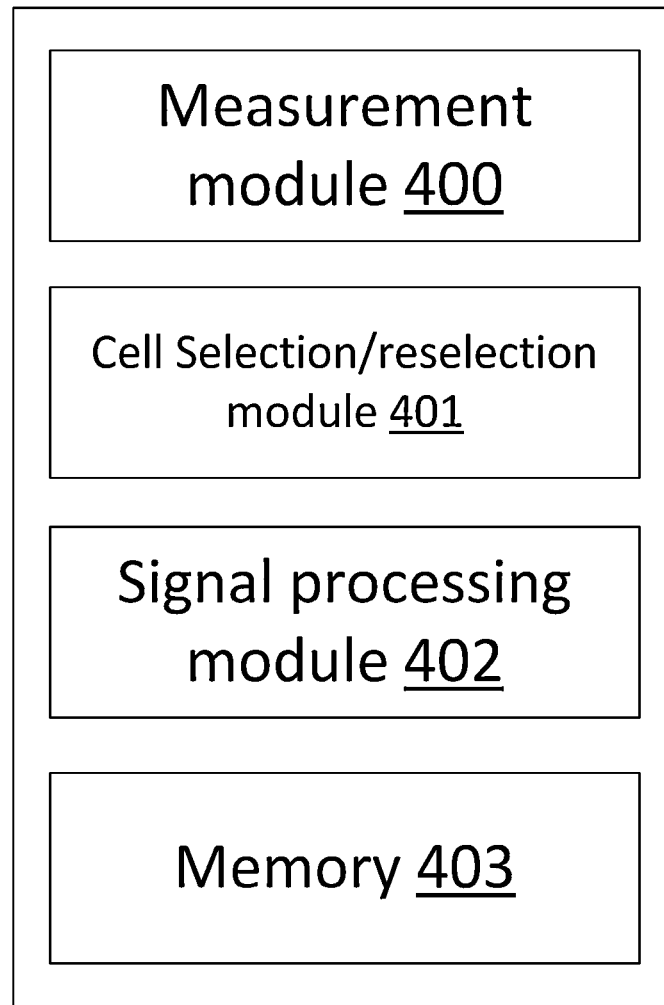 Measurement
module 400
Cell Selection/reselection
module 401
Signal processing
module 402
Memory 403